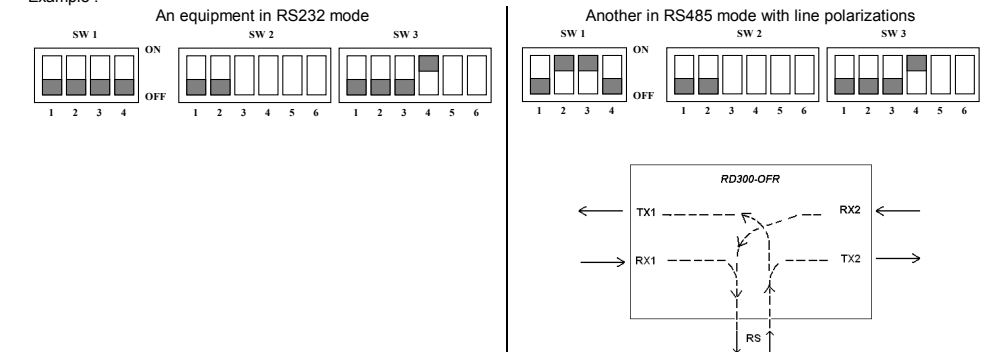 Example :
An equipment in RS232 mode
SW 1 SW 2 SW 3
ON
OFF
1 2 3 4 1 2 3 4 5 6 1 2 3 4 5 6
Another in RS485 mode with line polarizations
SW 1 SW 2 SW 3
ON
OFF
1 2 3 4 1 2 3 4 5 6 1 2 3 4 5 6
RD300-OFR
TX1 RX2
RX1 TX2
RS